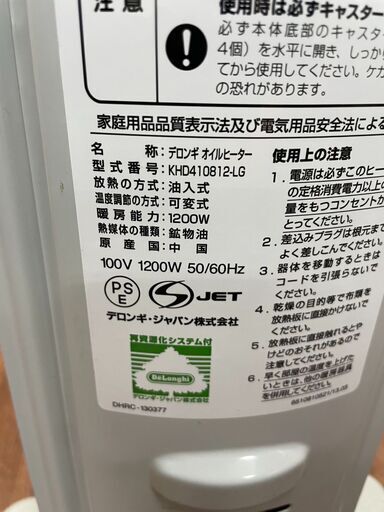 注意
使用時は必ずキャスター
必ず本体底部のキャスタ
4個）を水平に開き、しっか
てから使用してください。ケガ
の恐れがあります。
家庭用品品質表示法及び電気用品安全法による
名称：デロンギ オイルヒーター
型式番号：KHD410812-LG
放熱の方式：油入式
温度調節の方式：可変式
暖房能力：1200W
熱媒体の種類：鉱物油
原産国：中国
100V 1200W 50/60Hz
PSE
JET
デロンギ・ジャパン株式会社
再資源化システム付
DeLonghi
デロンギ・ジャパン株式会社
DHRC-130377
使用上の注意
1．電源は必ずこのヒー
の定格消費電力以上の
量をもつコンセントか
とってください。
2．差込みプラグは根元まで
よく差しこんでください。
3．器体を移動するときは
コードを引張らないで
ください。
4．乾燥の目的等で布類を
放熱板に直接かけないで
ください。
5．放熱板に直接触れるとや
けどのおそれがあるので
注意してください。
6．早く部屋の温度を上げた
いときは、他の暖房器具
を併用してください。
6510810521/13.03